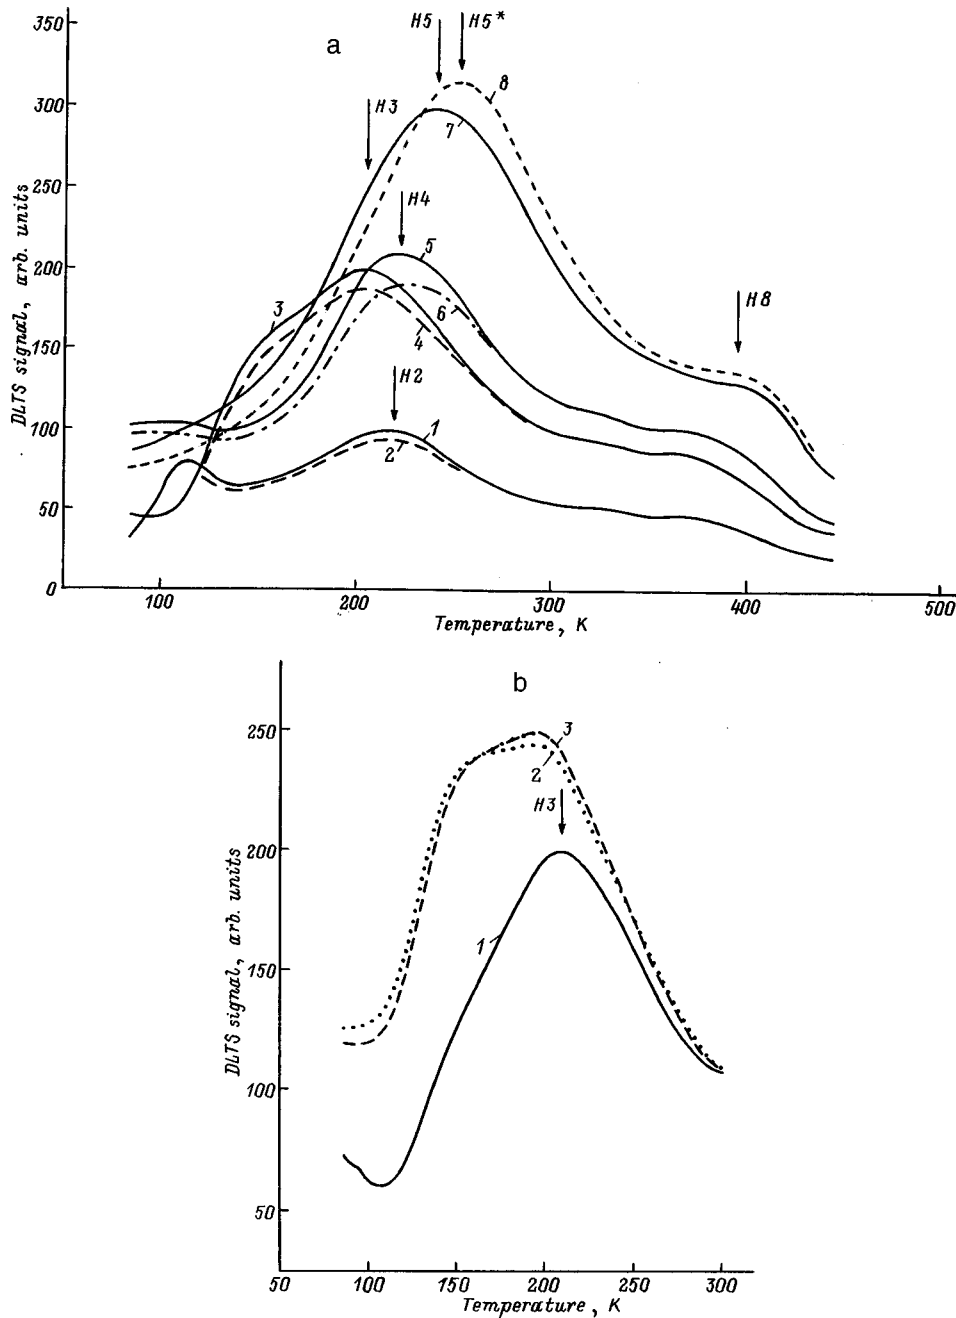 a
H5 H5*
350
8
300
H3
7
250
H4
5
200
3
6
4
H8
150
H2
1
100
2
50
0
100 200 300 400 500
DLTS signal, arb. units
Temperature, K
b
250
3
2
H3
200
1
150
100
50
DLTS signal, arb. units
50 100 150 200 250 300
Temperature, K